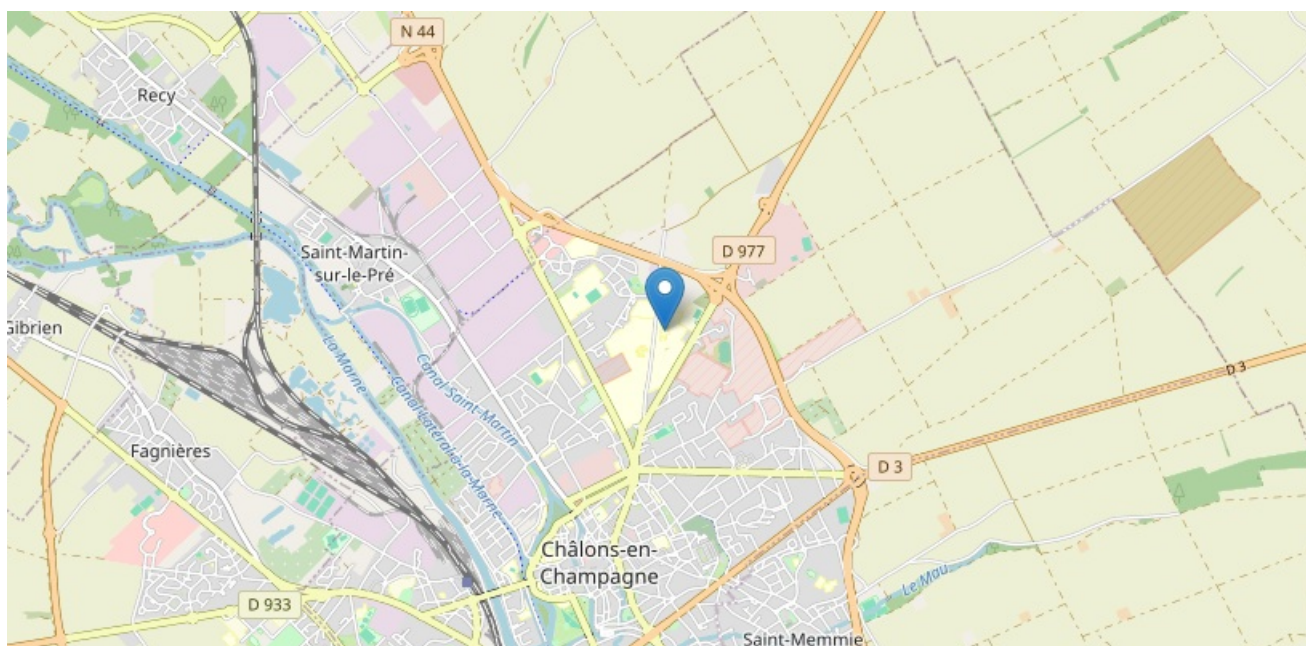 N 44
Recy
D 977
Saint-Martin-
sur-le-Pré
Gibrien
La Marne
Canal Latéral à la Marne
Canal Saint-Martin
D 3
Fagnières
D 3
Châlons-en-
Champagne
Le Mau
D 933
Saint-Memmie